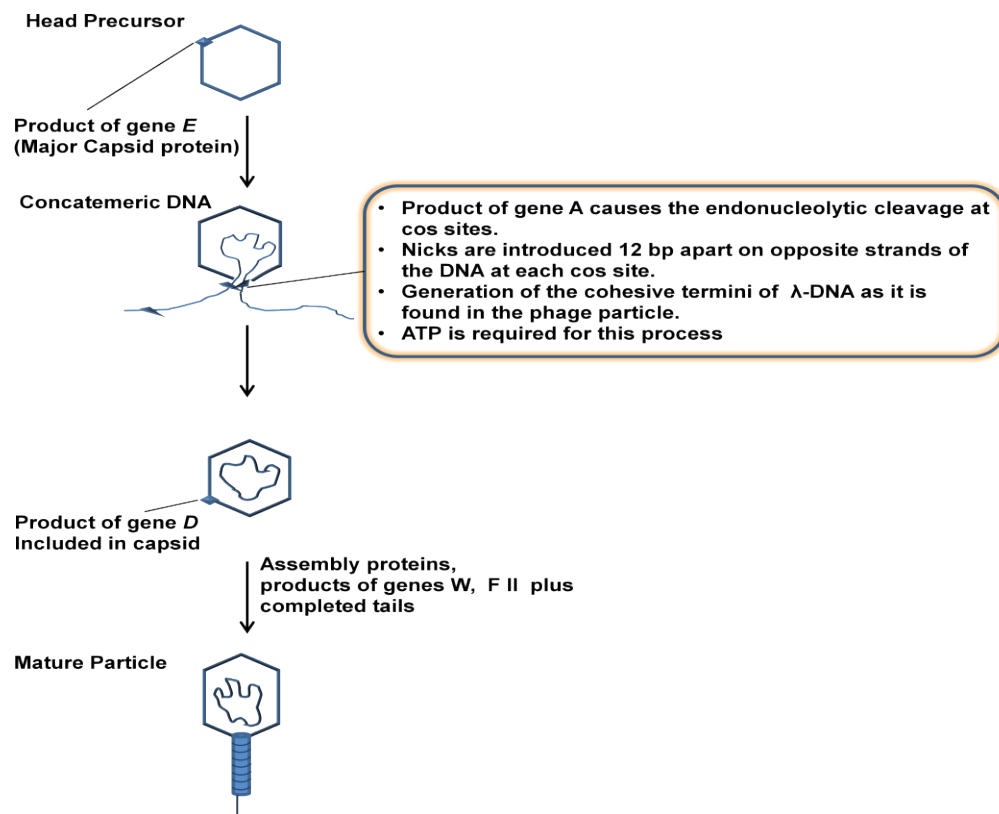 Head Precursor
Product of gene E
(Major Capsid protein)
Concatemeric DNA
• Product of gene A causes the endonucleolytic cleavage at
cos sites.
• Nicks are introduced 12 bp apart on opposite strands of
the DNA at each cos site.
• Generation of the cohesive termini of λ-DNA as it is
found in the phage particle.
• ATP is required for this process
Product of gene D
Included in capsid
Assembly proteins,
products of genes W, F II plus
completed tails
Mature Particle